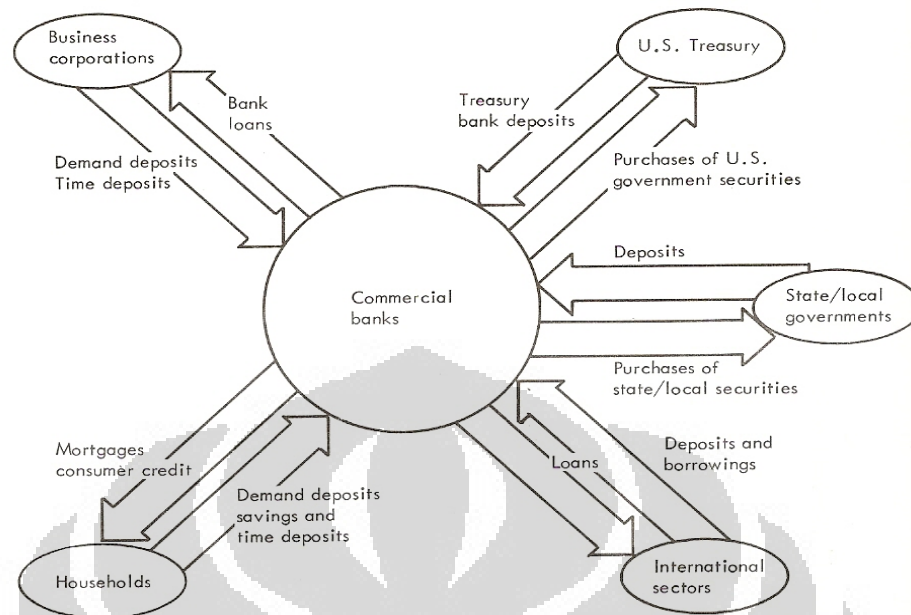 Business
corporations
U.S. Treasury
Bank
loans
Treasury
bank deposits
Demand deposits
Time deposits
Purchases of U.S.
government securities
Deposits
Commercial
banks
State/local
governments
Purchases of
state/local securities
Mortgages
consumer credit
Loans
Deposits and
borrowings
Demand deposits
savings and
time deposits
Households
International
sectors